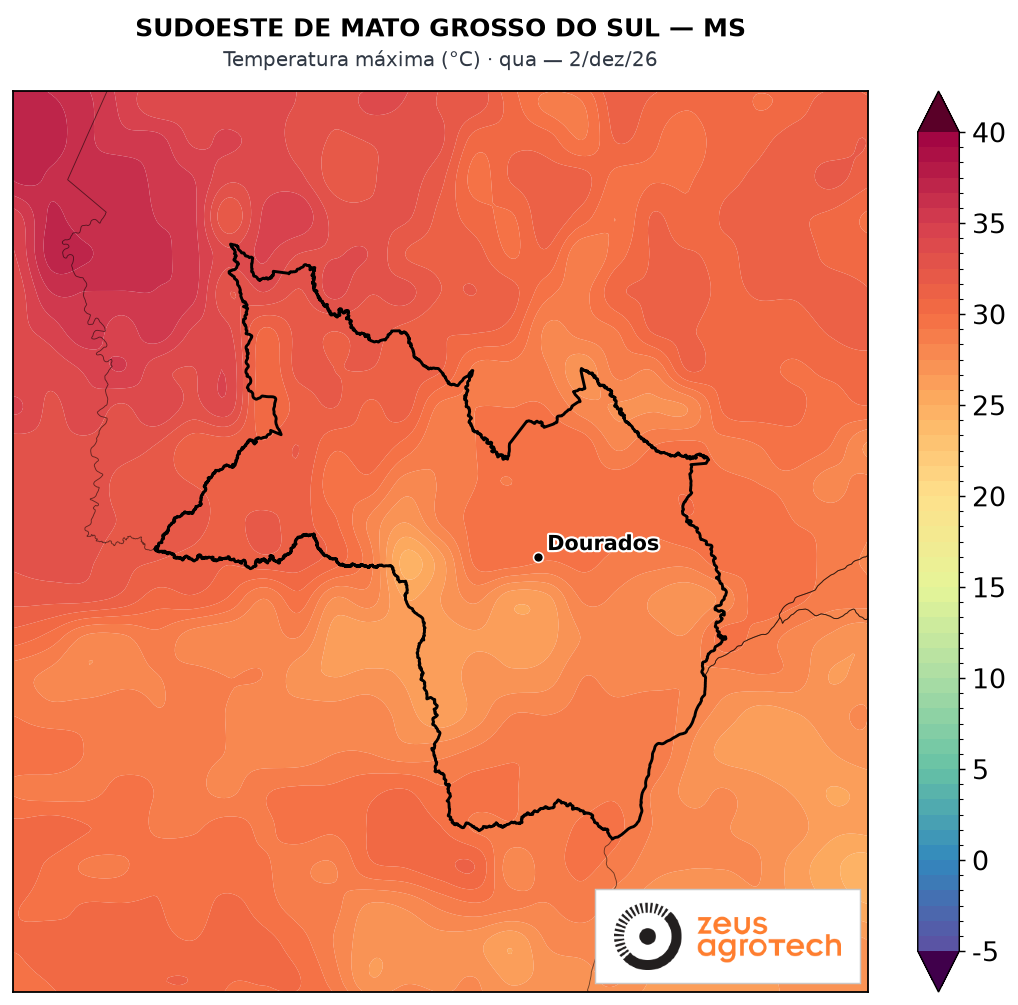 SUDOESTE DE MATO GROSSO DO SUL — MS
Temperatura máxima (°C) · qua — 2/dez/26
40
35
30
25
20
15
10
5
0
-5
Dourados
zeus
agrotech